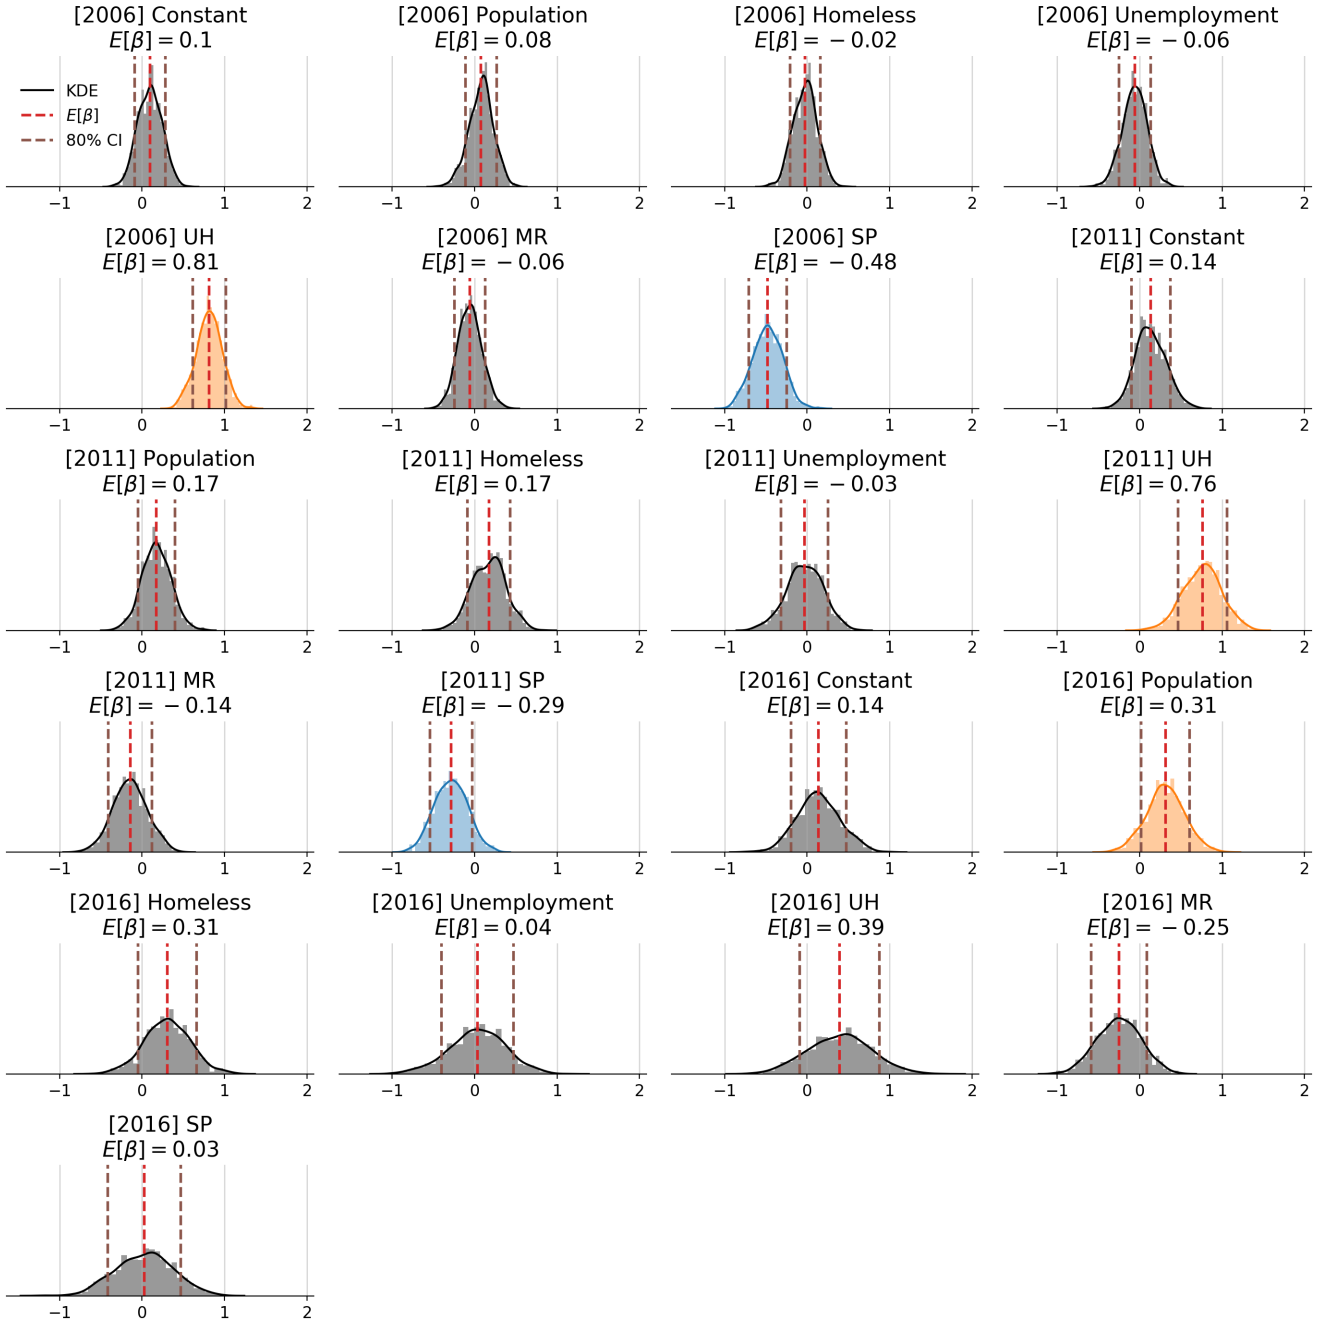 [2006] Constant
E[β] = 0.1
[2006] Population
E[β] = 0.08
[2006] Homeless
E[β] = −0.02
[2006] Unemployment
E[β] = −0.06
KDE
E[β]
80% CI
−1 0 1 2
−1 0 1 2
−1 0 1 2
−1 0 1 2
[2006] UH
E[β] = 0.81
[2006] MR
E[β] = −0.06
[2006] SP
E[β] = −0.48
[2011] Constant
E[β] = 0.14
−1 0 1 2
−1 0 1 2
−1 0 1 2
−1 0 1 2
[2011] Population
E[β] = 0.17
[2011] Homeless
E[β] = 0.17
[2011] Unemployment
E[β] = −0.03
[2011] UH
E[β] = 0.76
−1 0 1 2
−1 0 1 2
−1 0 1 2
−1 0 1 2
[2011] MR
E[β] = −0.14
[2011] SP
E[β] = −0.29
[2016] Constant
E[β] = 0.14
[2016] Population
E[β] = 0.31
−1 0 1 2
−1 0 1 2
−1 0 1 2
−1 0 1 2
[2016] Homeless
E[β] = 0.31
[2016] Unemployment
E[β] = 0.04
[2016] UH
E[β] = 0.39
[2016] MR
E[β] = −0.25
−1 0 1 2
−1 0 1 2
−1 0 1 2
−1 0 1 2
[2016] SP
E[β] = 0.03
−1 0 1 2